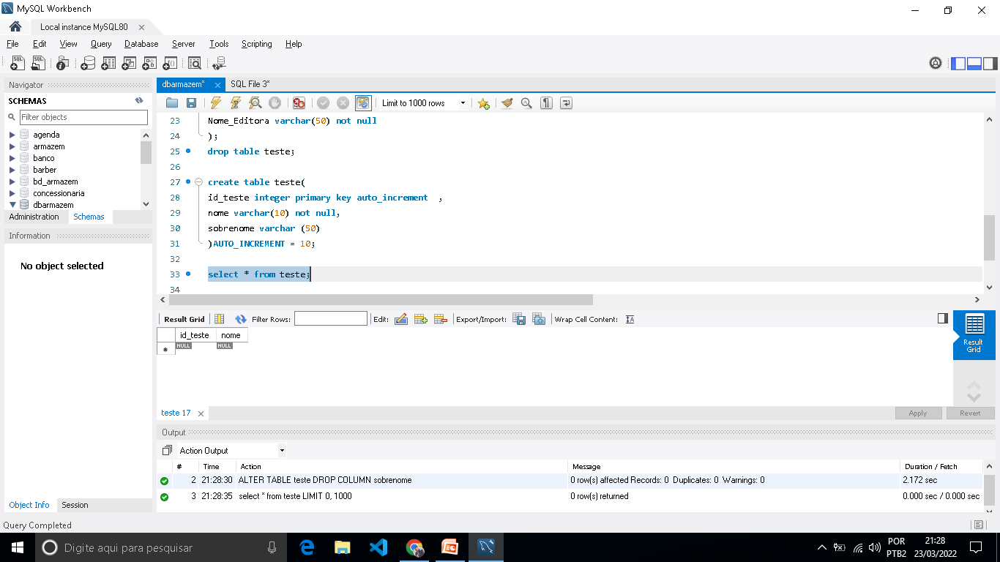 MySQL Workbench
Local instance MySQL80
File Edit View Query Database Server Tools Scripting Help
Navigator
SCHEMAS
Filter objects
agenda
armazem
banco
barber
bd_armazem
concessionaria
dbarmazem
Administration Schemas
Information
No object selected
Object Info Session
dbarmazem* SQL File 3*
Limit to 1000 rows
23 Nome_Editora varchar(50) not null
24 );
25 drop table teste;
26
27 create table teste(
28 id_teste integer primary key auto_increment ,
29 nome varchar(10) not null,
30 sobrenome varchar (50)
31 )AUTO_INCREMENT = 10;
32
33 select * from teste;
34
Result Grid Filter Rows: Edit: Export/Import: Wrap Cell Content:
id_teste nome
NULL NULL
Result
Grid
teste 17 Apply Revert
Output
Action Output
# Time Action Message Duration / Fetch
2 21:28:30 ALTER TABLE teste DROP COLUMN sobrenome 0 row(s) affected Records: 0 Duplicates: 0 Warnings: 0 2.172 sec
3 21:28:35 select * from teste LIMIT 0, 1000 0 row(s) returned 0.000 sec / 0.000 sec
Query Completed
Digite aqui para pesquisar
POR
PTB2
21:28
23/03/2022